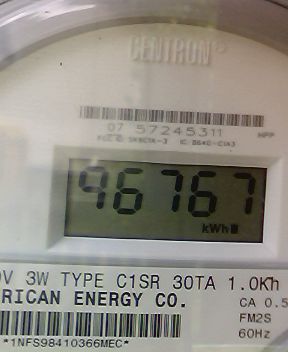 CENTRON®
07 57245311
HPP
96767
kWh
0V 3W TYPE C1SR 30TA 1.0Kh
RICAN ENERGY CO.
CA 0.5
FM2S
60Hz
*1NFS98410366MEC*